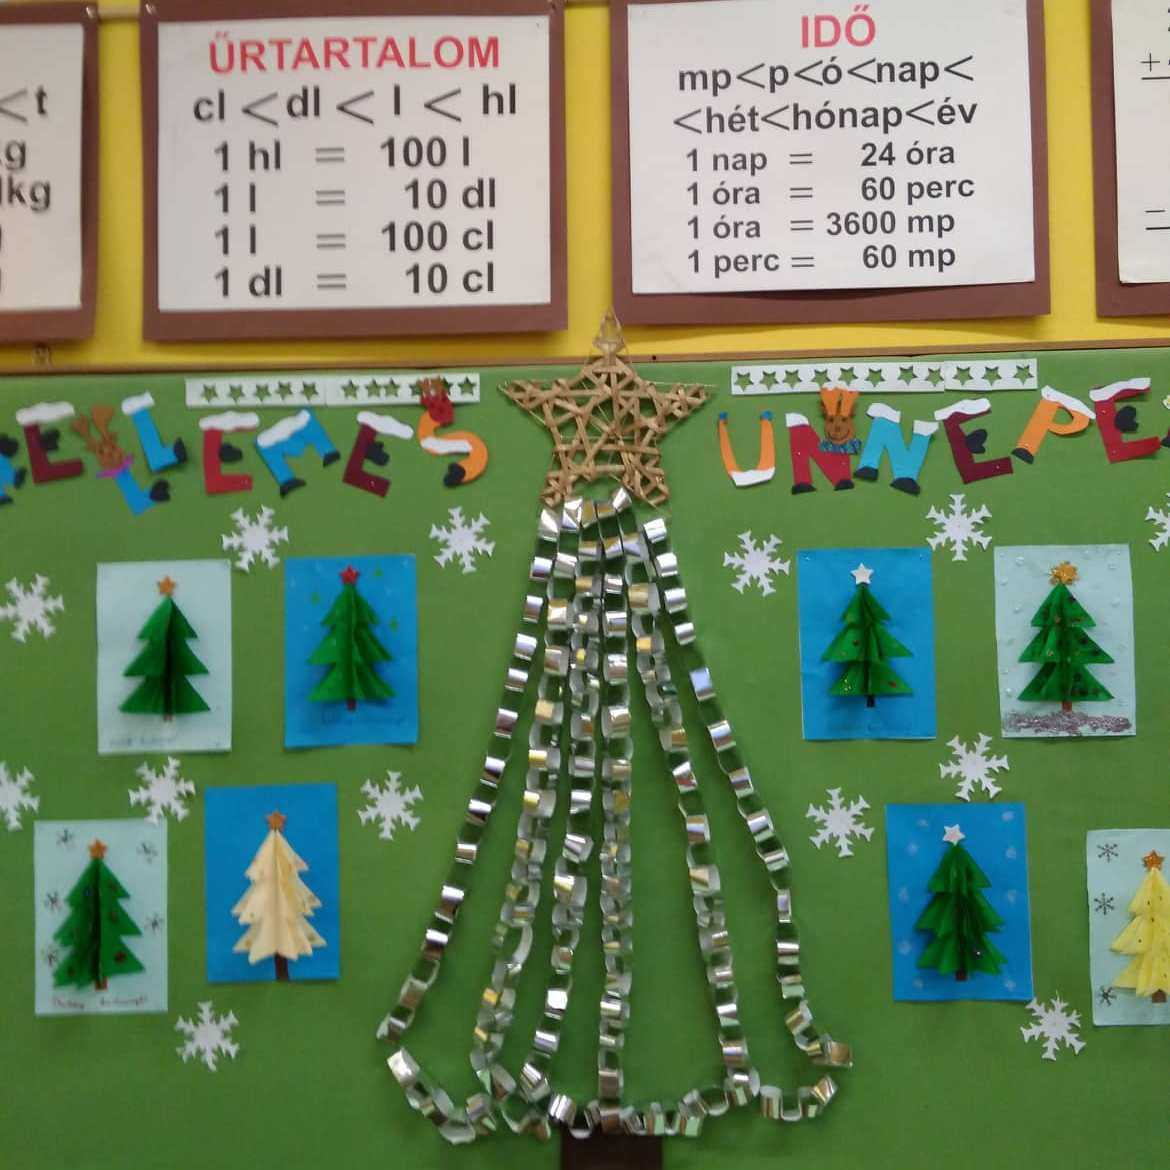 <t
g
kg
ŰRTARTALOM
cl < dl < l < hl
1 hl = 100 l
1 l = 10 dl
1 l = 100 cl
1 dl = 10 cl
IDŐ
mp<p<ó<nap<
<hét<hónap<év
1 nap = 24 óra
1 óra = 60 perc
1 óra = 3600 mp
1 perc = 60 mp
+
KELLEMES ÜNNEPE